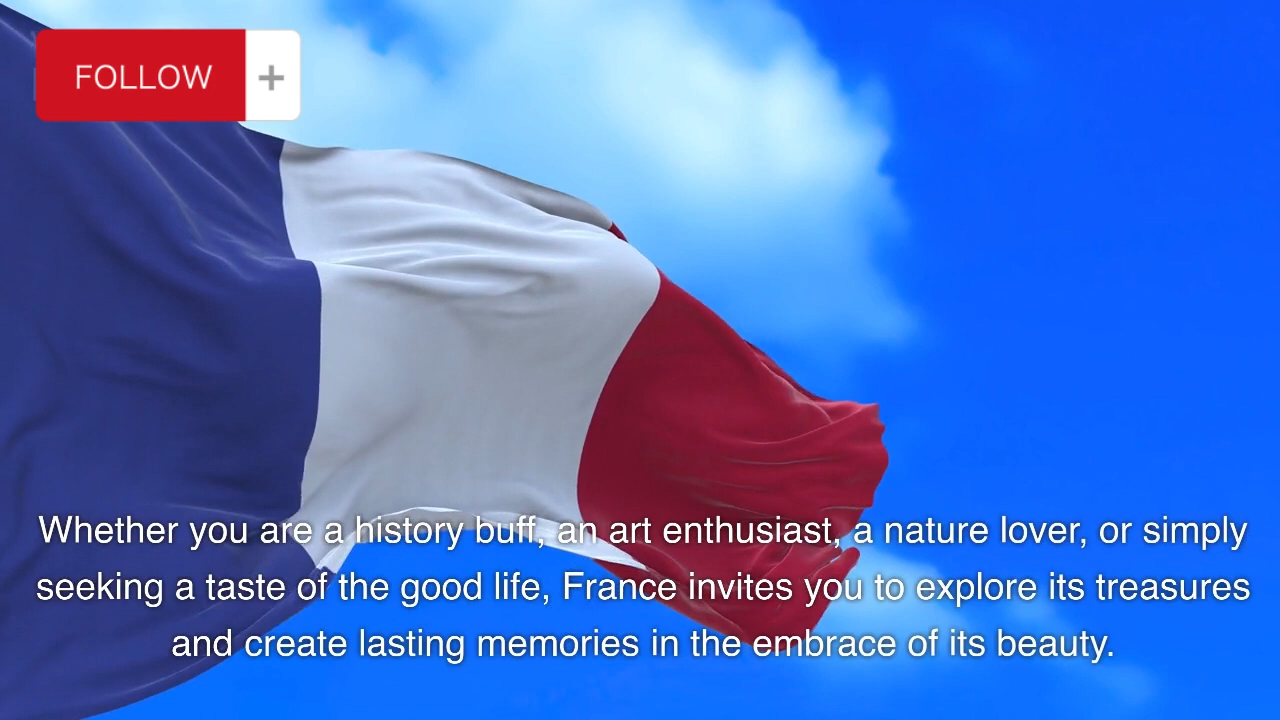 FOLLOW +
Whether you are a history buff, an art enthusiast, a nature lover, or simply
seeking a taste of the good life, France invites you to explore its treasures
and create lasting memories in the embrace of its beauty.